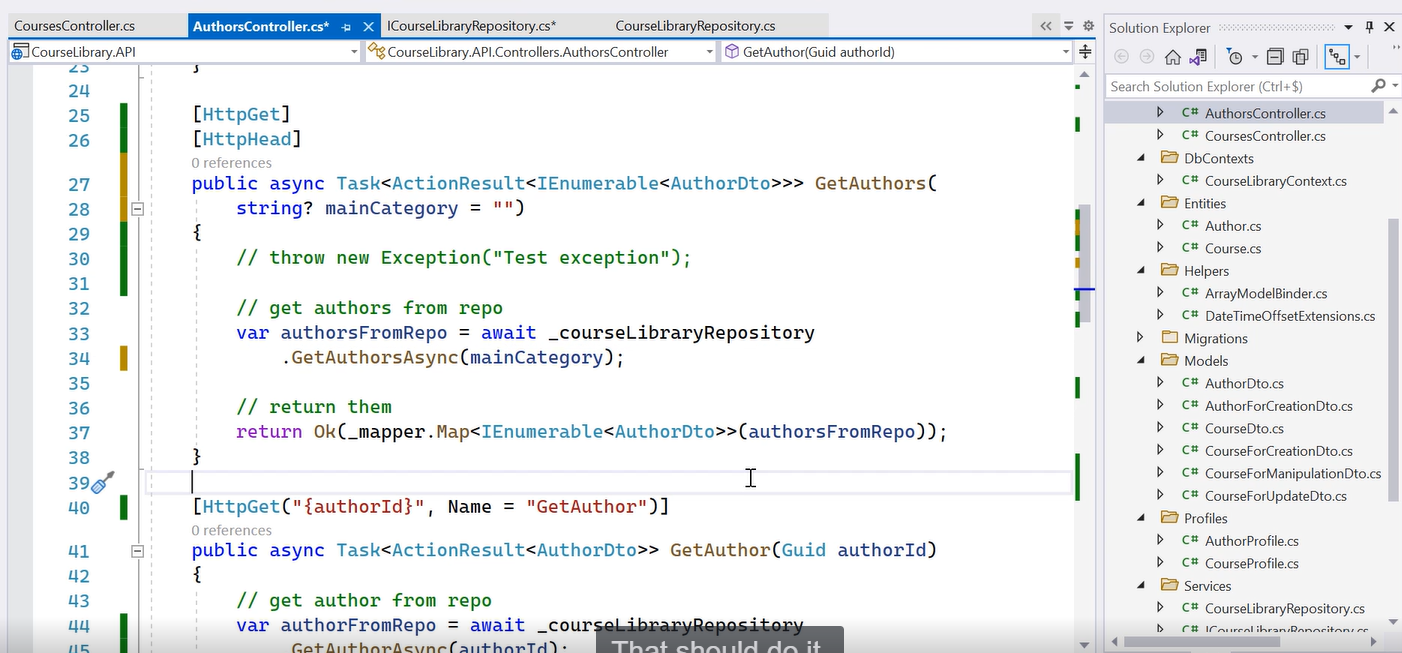 CoursesController.cs
AuthorsController.cs*
ICourseLibraryRepository.cs*
CourseLibraryRepository.cs
CourseLibrary.API
CourseLibrary.API.Controllers.AuthorsController
GetAuthor(Guid authorId)
23 }
24
25 [HttpGet]
26 [HttpHead]
0 references
27 public async Task<ActionResult<IEnumerable<AuthorDto>>> GetAuthors(
28 string? mainCategory = "")
29 {
30 // throw new Exception("Test exception");
31
32 // get authors from repo
33 var authorsFromRepo = await _courseLibraryRepository
34 .GetAuthorsAsync(mainCategory);
35
36 // return them
37 return Ok(_mapper.Map<IEnumerable<AuthorDto>>(authorsFromRepo));
38 }
39
40 [HttpGet("{authorId}", Name = "GetAuthor")]
0 references
41 public async Task<ActionResult<AuthorDto>> GetAuthor(Guid authorId)
42 {
43 // get author from repo
44 var authorFromRepo = await _courseLibraryRepository
45 .GetAuthorAsync(authorId);
That should do it.
Solution Explorer
Search Solution Explorer (Ctrl+$)
C# AuthorsController.cs
C# CoursesController.cs
DbContexts
C# CourseLibraryContext.cs
Entities
C# Author.cs
C# Course.cs
Helpers
C# ArrayModelBinder.cs
C# DateTimeOffsetExtensions.cs
Migrations
Models
C# AuthorDto.cs
C# AuthorForCreationDto.cs
C# CourseDto.cs
C# CourseForCreationDto.cs
C# CourseForManipulationDto.cs
C# CourseForUpdateDto.cs
Profiles
C# AuthorProfile.cs
C# CourseProfile.cs
Services
C# CourseLibraryRepository.cs
C# ICourseLibraryRepository.cs